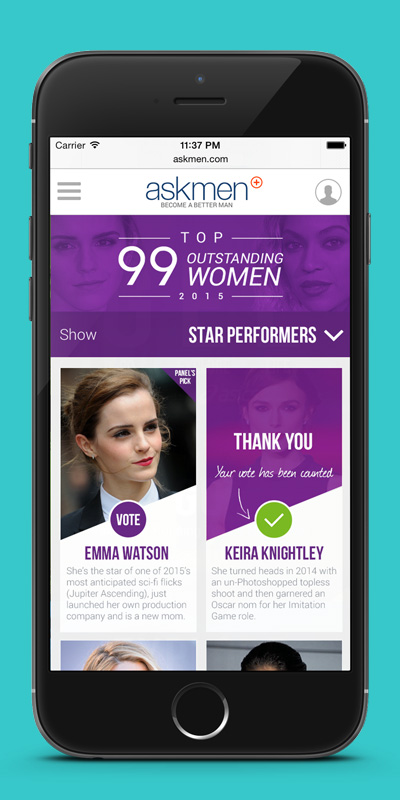 Carrier 11:37 PM
askmen.com
askmen
BECOME A BETTER MAN
TOP
99 OUTSTANDING
WOMEN
2015
Show STAR PERFORMERS
PANEL'S
PICK
VOTE
EMMA WATSON
She's the star of one of 2015's
most anticipated sci-fi flicks
(Jupiter Ascending), just
launched her own production
company and is a new mom.
THANK YOU
Your vote has been counted
KEIRA KNIGHTLEY
She turned heads in 2014 with
an un-Photoshopped topless
shoot and then garnered an
Oscar nom for her Imitation
Game role.